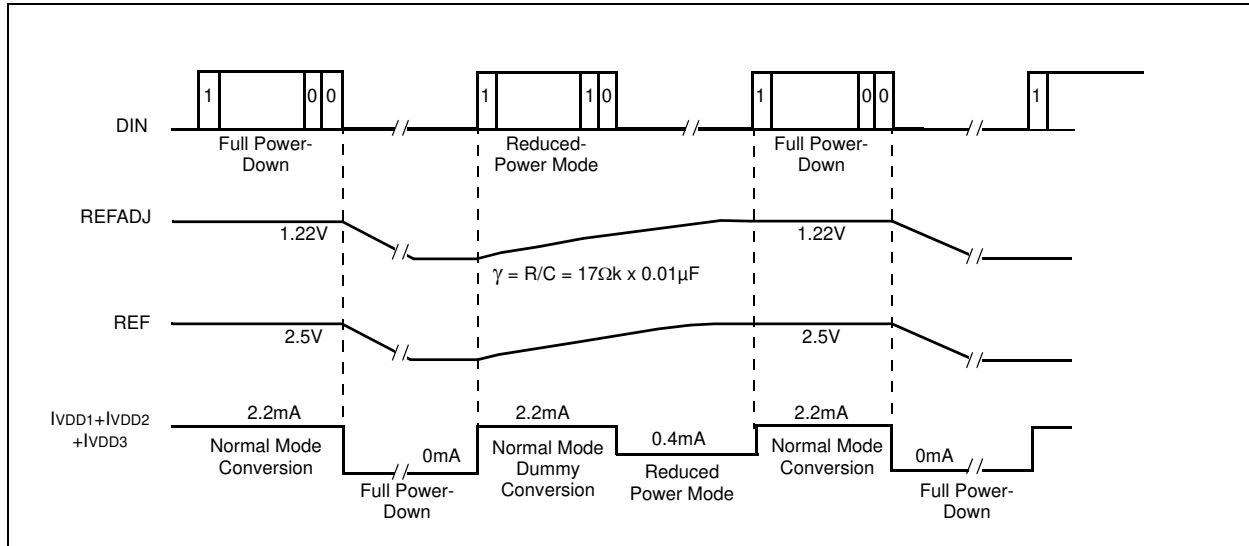 1
0 0
1
1 0
1
0 0
1
DIN
Full Power-
Down
Reduced-
Power Mode
Full Power-
Down
REFADJ
1.22V
1.22V
γ = R/C = 17Ωk x 0.01µF
REF
2.5V
2.5V
IVDD1+IVDD2
+IVDD3
2.2mA
Normal Mode
Conversion
0mA
Full Power-
Down
2.2mA
Normal Mode
Dummy
Conversion
0.4mA
Reduced
Power Mode
2.2mA
Normal Mode
Conversion
0mA
Full Power-
Down